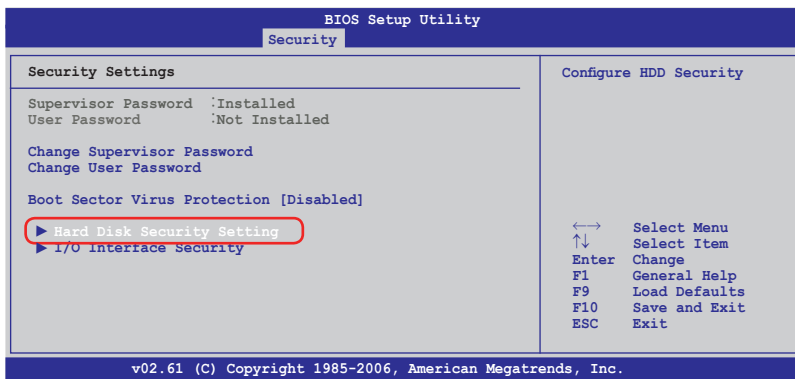 BIOS Setup Utility
Security
Security Settings
Supervisor Password :Installed
User Password :Not Installed
Change Supervisor Password
Change User Password
Boot Sector Virus Protection [Disabled]
▶ Hard Disk Security Setting
▶ I/O Interface Security
Configure HDD Security
←→ Select Menu
↑↓ Select Item
Enter Change
F1 General Help
F9 Load Defaults
F10 Save and Exit
ESC Exit
v02.61 (C) Copyright 1985-2006, American Megatrends, Inc.